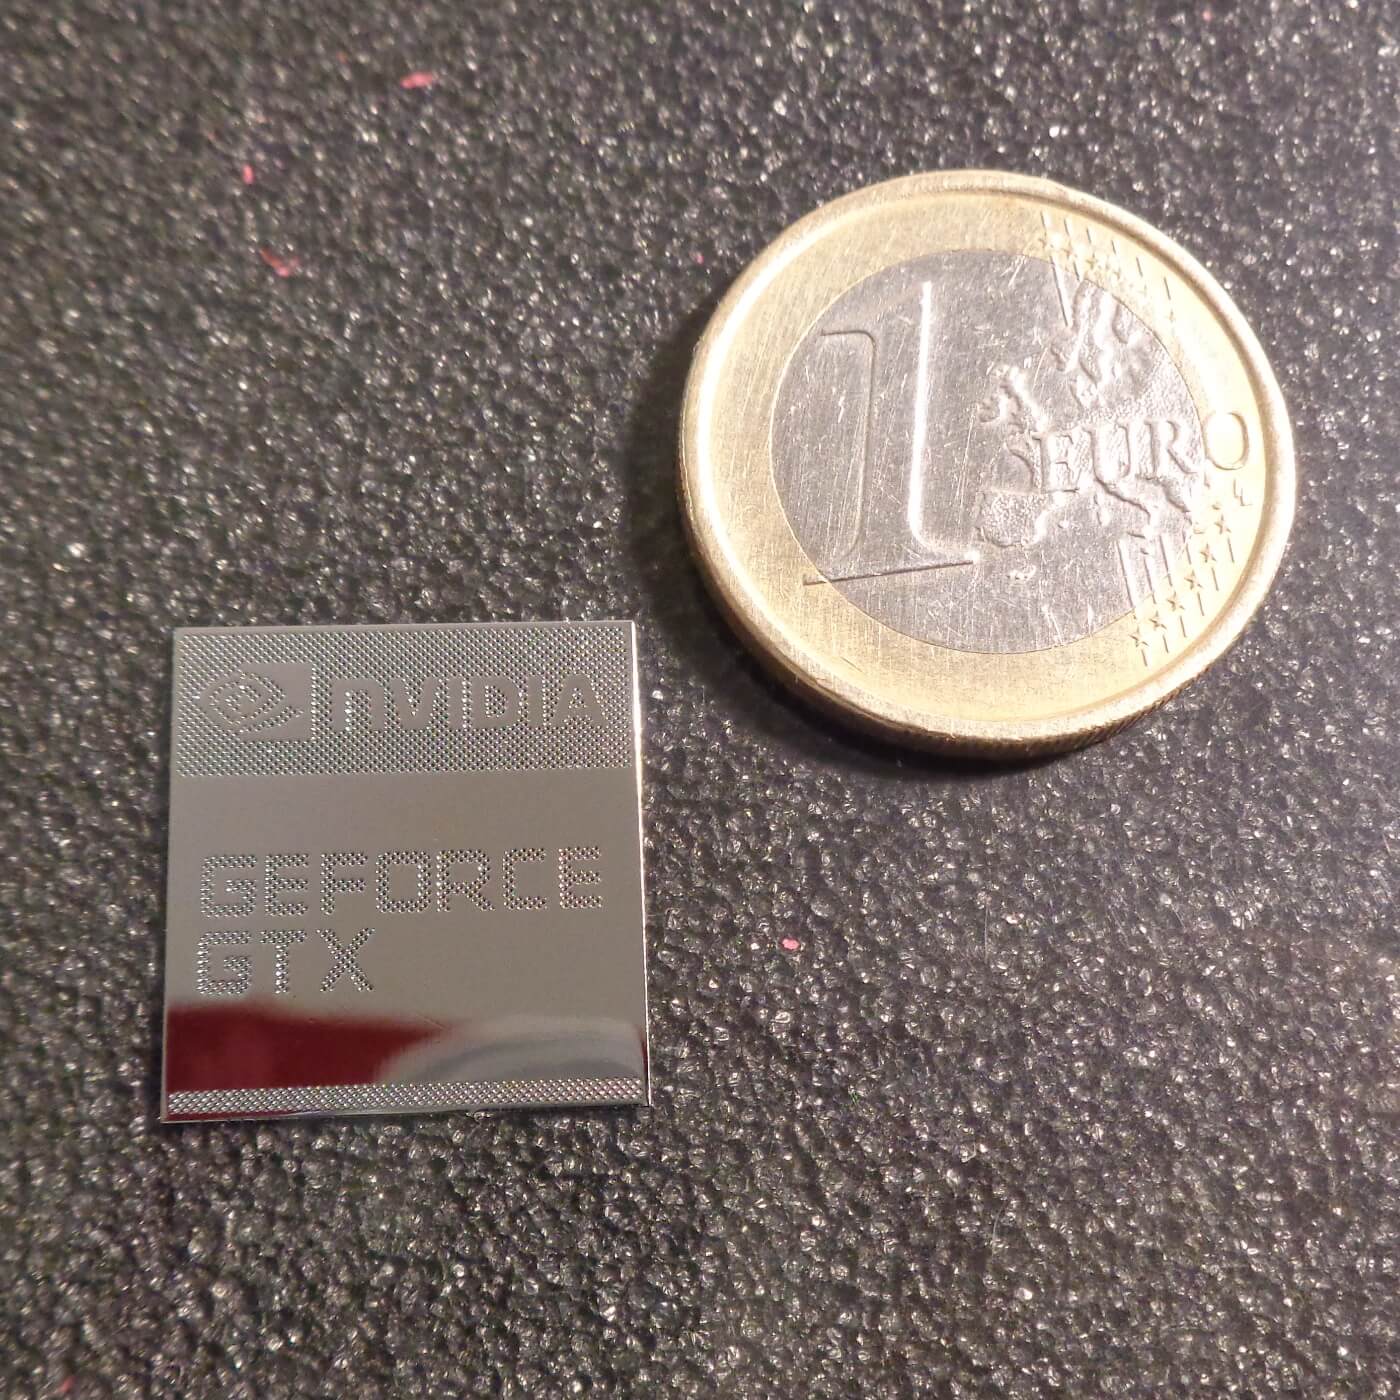 1 EURO
NVIDIA
GEFORCE
GTX